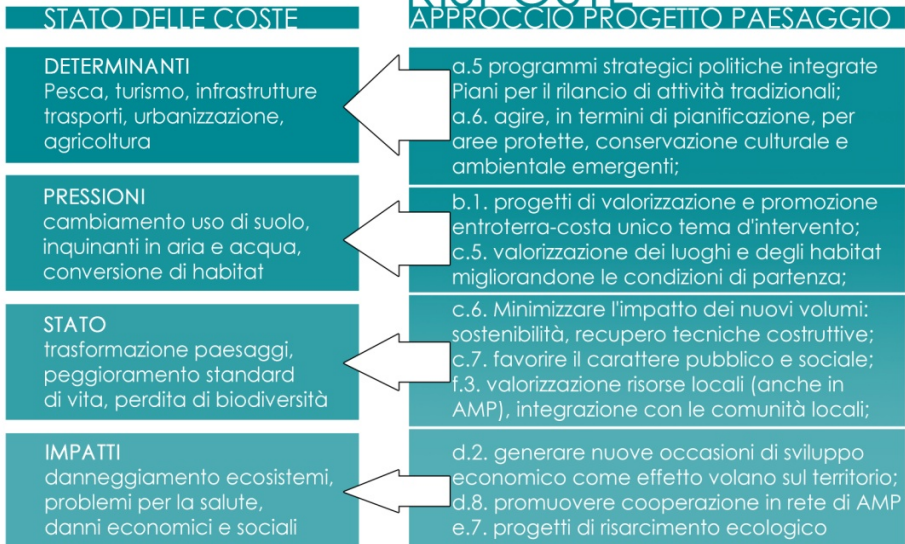 RISPOSTE
STATO DELLE COSTE
APPROCCIO PROGETTO PAESAGGIO
DETERMINANTI
Pesca, turismo, infrastrutture
trasporti, urbanizzazione,
agricoltura
a.5 programmi strategici politiche integrate
Piani per il rilancio di attività tradizionali;
a.6. agire, in termini di pianificazione, per
aree protette, conservazione culturale e
ambientale emergenti;
PRESSIONI
cambiamento uso di suolo,
inquinanti in aria e acqua,
conversione di habitat
b.1. progetti di valorizzazione e promozione
entroterra-costa unico tema d'intervento;
c.5. valorizzazione dei luoghi e degli habitat
migliorandone le condizioni di partenza;
STATO
trasformazione paesaggi,
peggioramento standard
di vita, perdita di biodiversità
c.6. Minimizzare l'impatto dei nuovi volumi:
sostenibilità, recupero tecniche costruttive;
c.7. favorire il carattere pubblico e sociale;
f.3. valorizzazione risorse locali (anche in
AMP), integrazione con le comunità locali;
IMPATTI
danneggiamento ecosistemi,
problemi per la salute,
danni economici e sociali
d.2. generare nuove occasioni di sviluppo
economico come effetto volano sul territorio;
d.8. promuovere cooperazione in rete di AMP
e.7. progetti di risarcimento ecologico